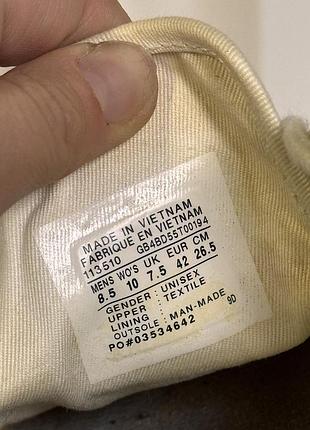 MADE IN VIETNAM
FABRIQUE EN VIETNAM
113510 GB4BD55T00194
MENS WO'S UK EUR CM
8.5 10 7.5 42 26.5
GENDER : UNISEX
UPPER : TEXTILE
LINING :
OUTSOLE : MAN-MADE
PO#03534642 9D